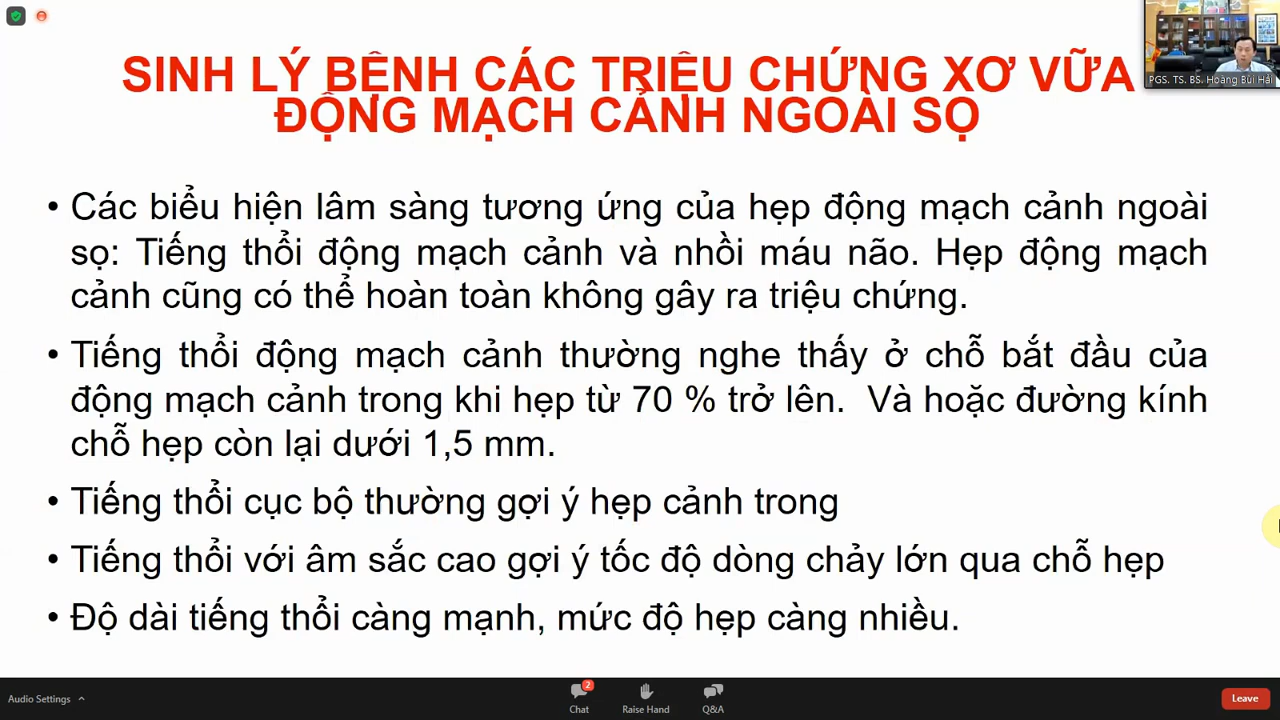 SINH LÝ BỆNH CÁC TRIỆU CHỨNG XƠ VỮA
ĐỘNG MẠCH CẢNH NGOÀI SỌ
PGS. TS. BS. Hoàng Bùi Hải
• Các biểu hiện lâm sàng tương ứng của hẹp động mạch cảnh ngoài
sọ: Tiếng thổi động mạch cảnh và nhồi máu não. Hẹp động mạch
cảnh cũng có thể hoàn toàn không gây ra triệu chứng.
• Tiếng thổi động mạch cảnh thường nghe thấy ở chỗ bắt đầu của
động mạch cảnh trong khi hẹp từ 70 % trở lên. Và hoặc đường kính
chỗ hẹp còn lại dưới 1,5 mm.
• Tiếng thổi cục bộ thường gợi ý hẹp cảnh trong
• Tiếng thổi với âm sắc cao gợi ý tốc độ dòng chảy lớn qua chỗ hẹp
• Độ dài tiếng thổi càng mạnh, mức độ hẹp càng nhiều.
Audio Settings
2
Chat
Raise Hand
Q&A
Leave